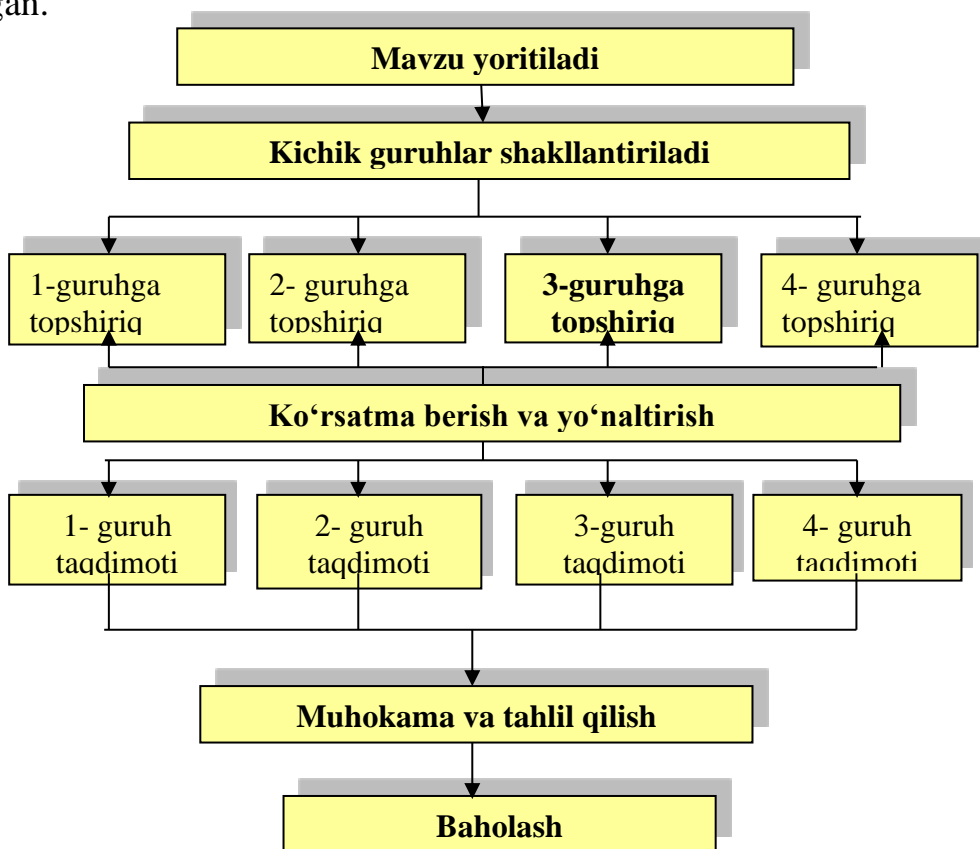 gan.
Mavzu yoritiladi
Kichik guruhlar shakllantiriladi
1-guruhga
topshiriq
2- guruhga
topshiriq
3-guruhga
topshiriq
4- guruhga
topshiriq
Ko‘rsatma berish va yo‘naltirish
1- guruh
taqdimoti
2- guruh
taqdimoti
3-guruh
taqdimoti
4- guruh
taqdimoti
Muhokama va tahlil qilish
Baholash